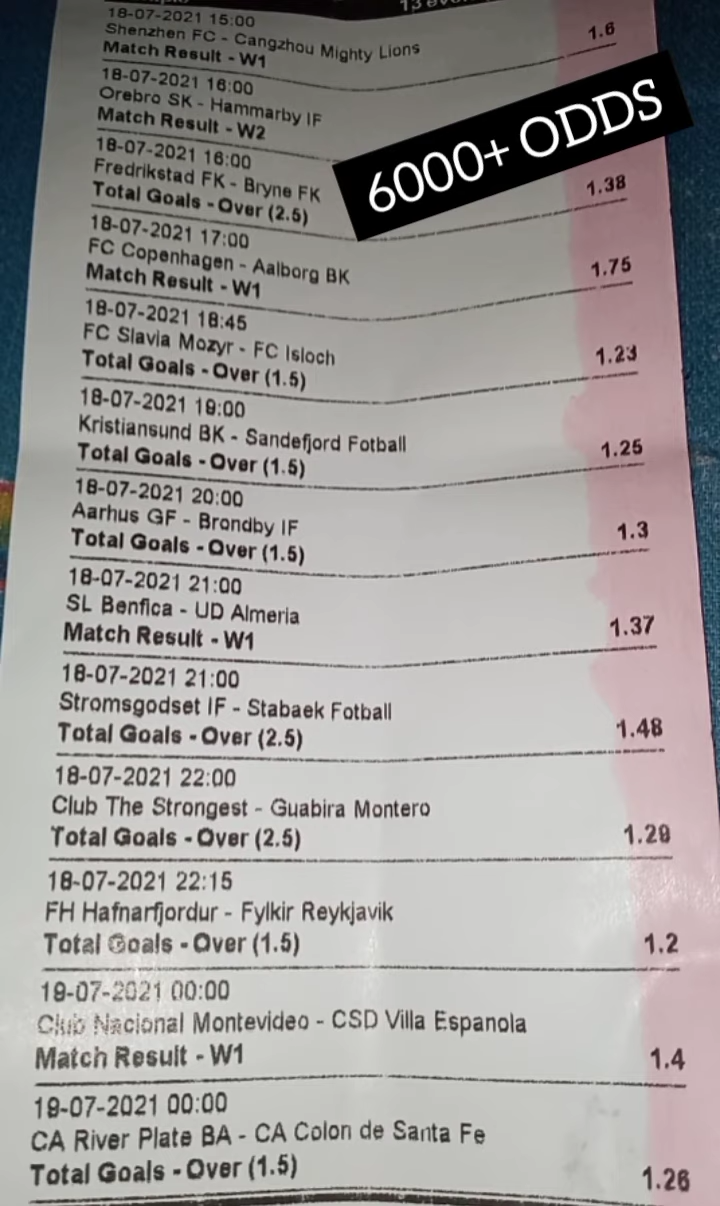 18-07-2021 15:00
Shenzhen FC - Cangzhou Mighty Lions
Match Result - W1 1.6
18-07-2021 16:00
Orebro SK - Hammarby IF
Match Result - W2
6000+ ODDS
18-07-2021 16:00
Fredrikstad FK - Bryne FK
Total Goals - Over (2.5) 1.38
18-07-2021 17:00
FC Copenhagen - Aalborg BK
Match Result - W1 1.75
18-07-2021 18:45
FC Slavia Mozyr - FC Isloch
Total Goals - Over (1.5) 1.23
18-07-2021 19:00
Kristiansund BK - Sandefjord Fotball
Total Goals - Over (1.5) 1.25
18-07-2021 20:00
Aarhus GF - Brondby IF
Total Goals - Over (1.5) 1.3
18-07-2021 21:00
SL Benfica - UD Almeria
Match Result - W1 1.37
18-07-2021 21:00
Stromsgodset IF - Stabaek Fotball
Total Goals - Over (2.5) 1.48
18-07-2021 22:00
Club The Strongest - Guabira Montero
Total Goals - Over (2.5) 1.29
18-07-2021 22:15
FH Hafnarfjordur - Fylkir Reykjavik
Total Goals - Over (1.5) 1.2
19-07-2021 00:00
Club Nacional Montevideo - CSD Villa Espanola
Match Result - W1 1.4
19-07-2021 00:00
CA River Plate BA - CA Colon de Santa Fe
Total Goals - Over (1.5) 1.26